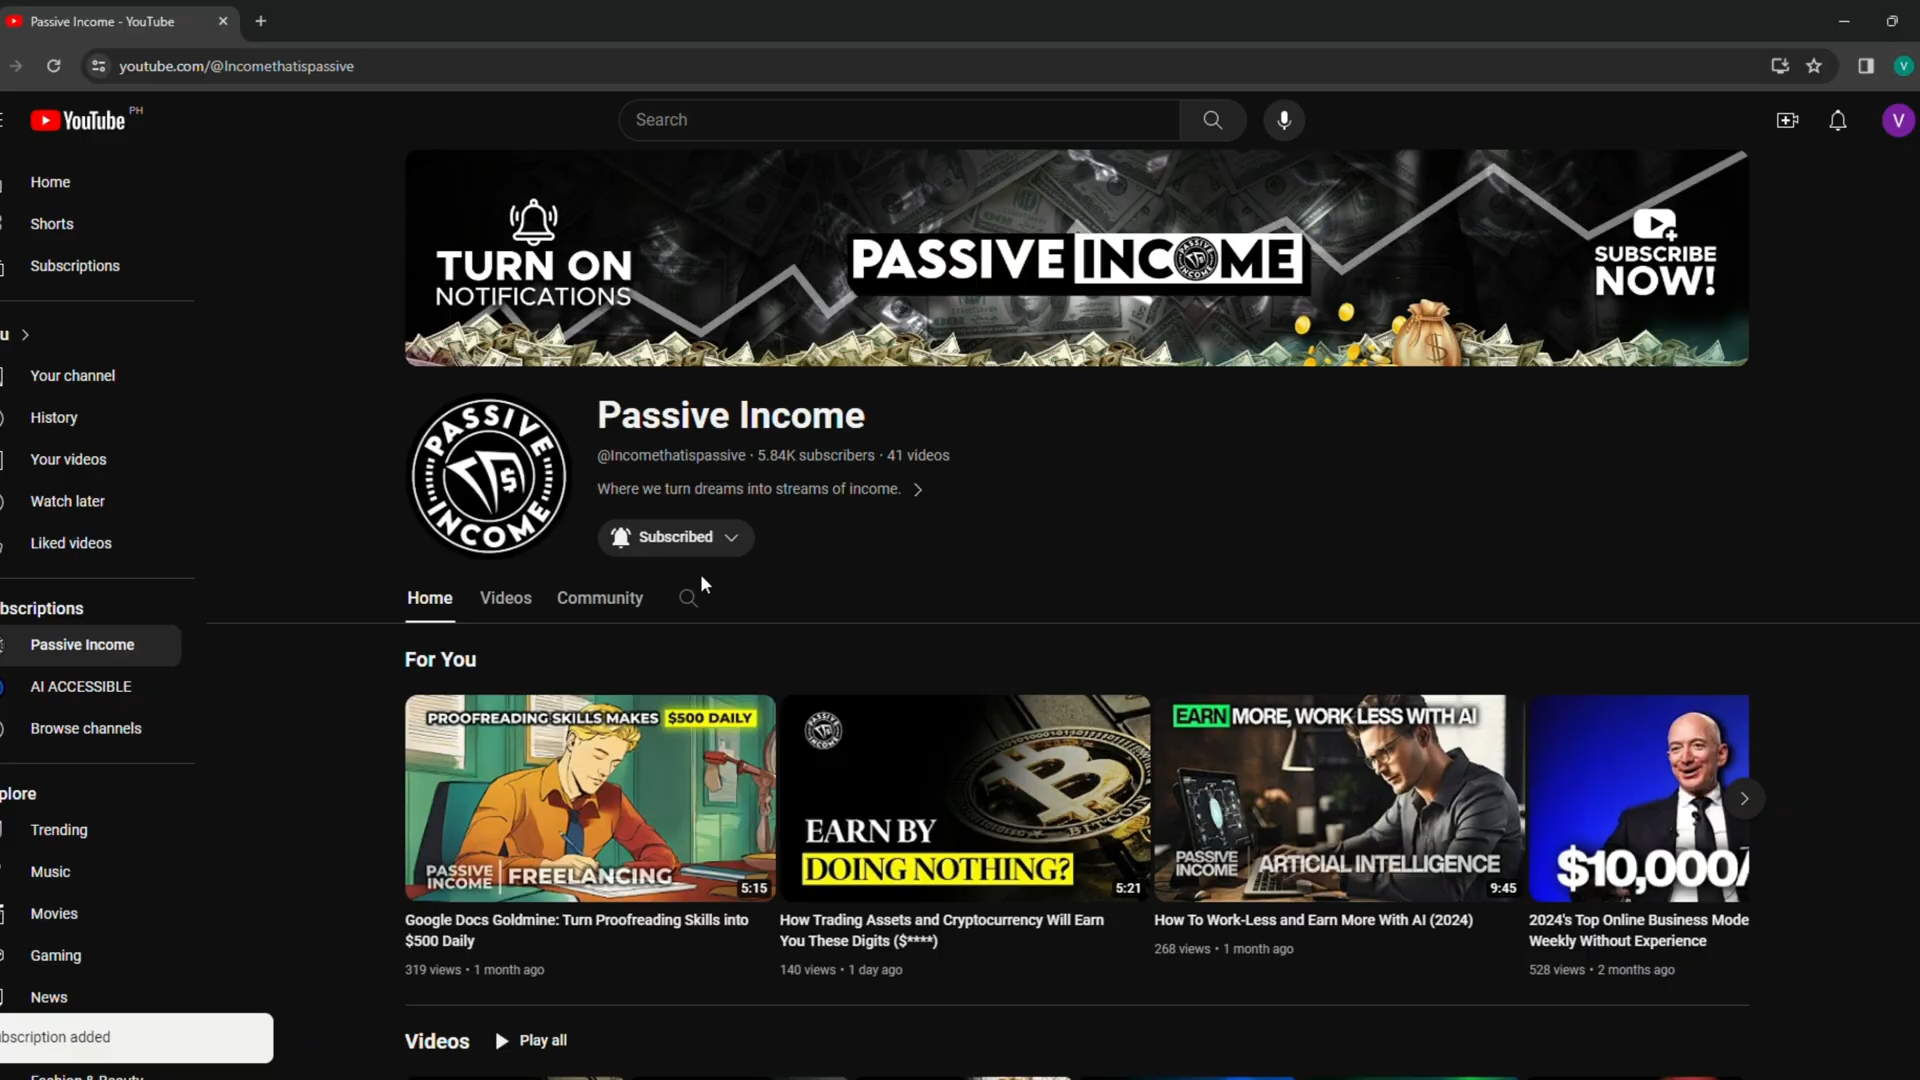 Passive Income - YouTube
youtube.com/@Incomethatispassive
V
YouTube PH
Search
V
Home
Shorts
Subscriptions
u
Your channel
History
Your videos
Watch later
Liked videos
bscriptions
Passive Income
AI ACCESSIBLE
Browse channels
plore
Trending
Music
Movies
Gaming
News
bscription added
TURN ON
NOTIFICATIONS
PASSIVE INCOME
SUBSCRIBE
NOW!
PASSIVE
INCOME
Passive Income
@Incomethatispassive · 5.84K subscribers · 41 videos
Where we turn dreams into streams of income.
Subscribed
Home Videos Community
For You
PROOFREADING SKILLS MAKES $500 DAILY
PASSIVE
INCOME
FREELANCING
5:15
Google Docs Goldmine: Turn Proofreading Skills into
$500 Daily
319 views • 1 month ago
EARN BY
DOING NOTHING?
BITCOIN
5:21
How Trading Assets and Cryptocurrency Will Earn
You These Digits ($****)
140 views • 1 day ago
EARN MORE, WORK LESS WITH AI
PASSIVE
INCOME
ARTICIAL INTELLIGENCE
9:45
How To Work-Less and Earn More With AI (2024)
268 views • 1 month ago
$10,000/
2024's Top Online Business Mode
Weekly Without Experience
528 views • 2 months ago
Videos Play all